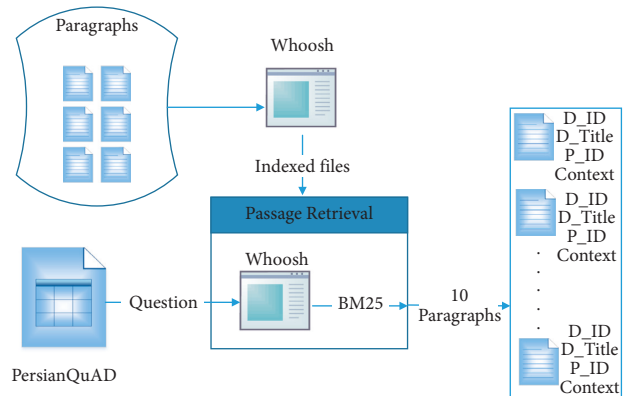 Paragraphs
Whoosh
Indexed files
Passage Retrieval
Whoosh
Question
BM25
10
Paragraphs
PersianQuAD
D_ID
D_Title
P_ID
Context
D_ID
D_Title
P_ID
Context
D_ID
D_Title
P_ID
Context